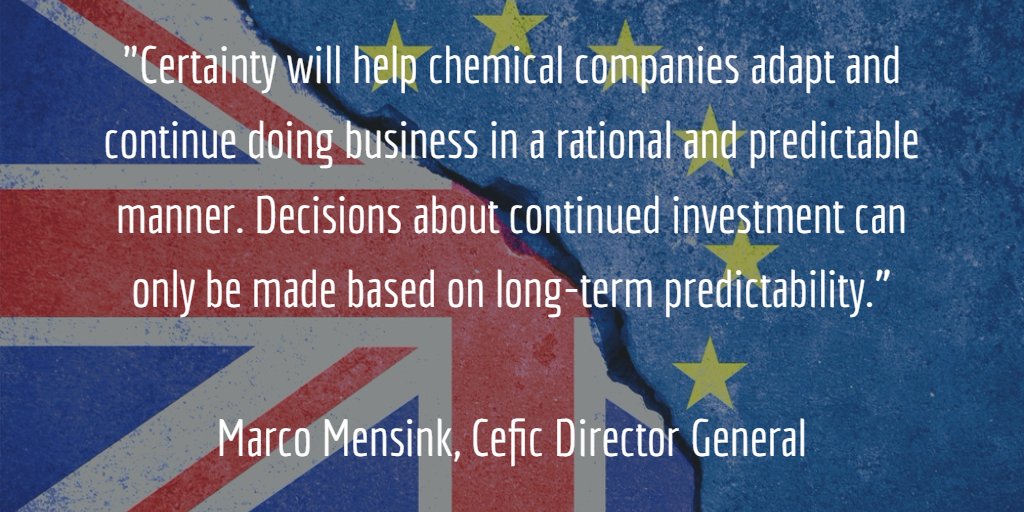 "Certainty will help chemical companies adapt and
continue doing business in a rational and predictable
manner. Decisions about continued investment can
only be made based on long-term predictability."
Marco Mensink, Cefic Director General